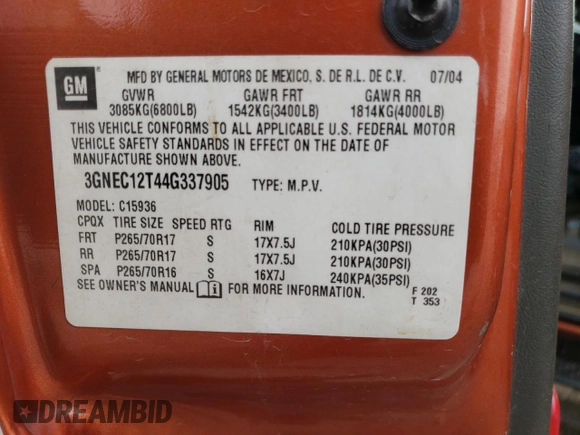 GM
MFD BY GENERAL MOTORS DE MEXICO, S. DE R.L. DE C.V. 07/04
GVWR GAWR FRT GAWR RR
3085KG(6800LB) 1542KG(3400LB) 1814KG(4000LB)
THIS VEHICLE CONFORMS TO ALL APPLICABLE U.S. FEDERAL MOTOR
VEHICLE SAFETY STANDARDS IN EFFECT ON THE DATE OF
MANUFACTURE SHOWN ABOVE.
3GNEC12T44G337905 TYPE: M.P.V.
MODEL: C15936
CPQX TIRE SIZE SPEED RTG RIM COLD TIRE PRESSURE
FRT P265/70R17 S 17X7.5J 210KPA(30PSI)
RR P265/70R17 S 17X7.5J 210KPA(30PSI)
SPA P265/70R16 S 16X7J 240KPA(35PSI)
SEE OWNER'S MANUAL FOR MORE INFORMATION.
F 202
T 353
DREAMBID